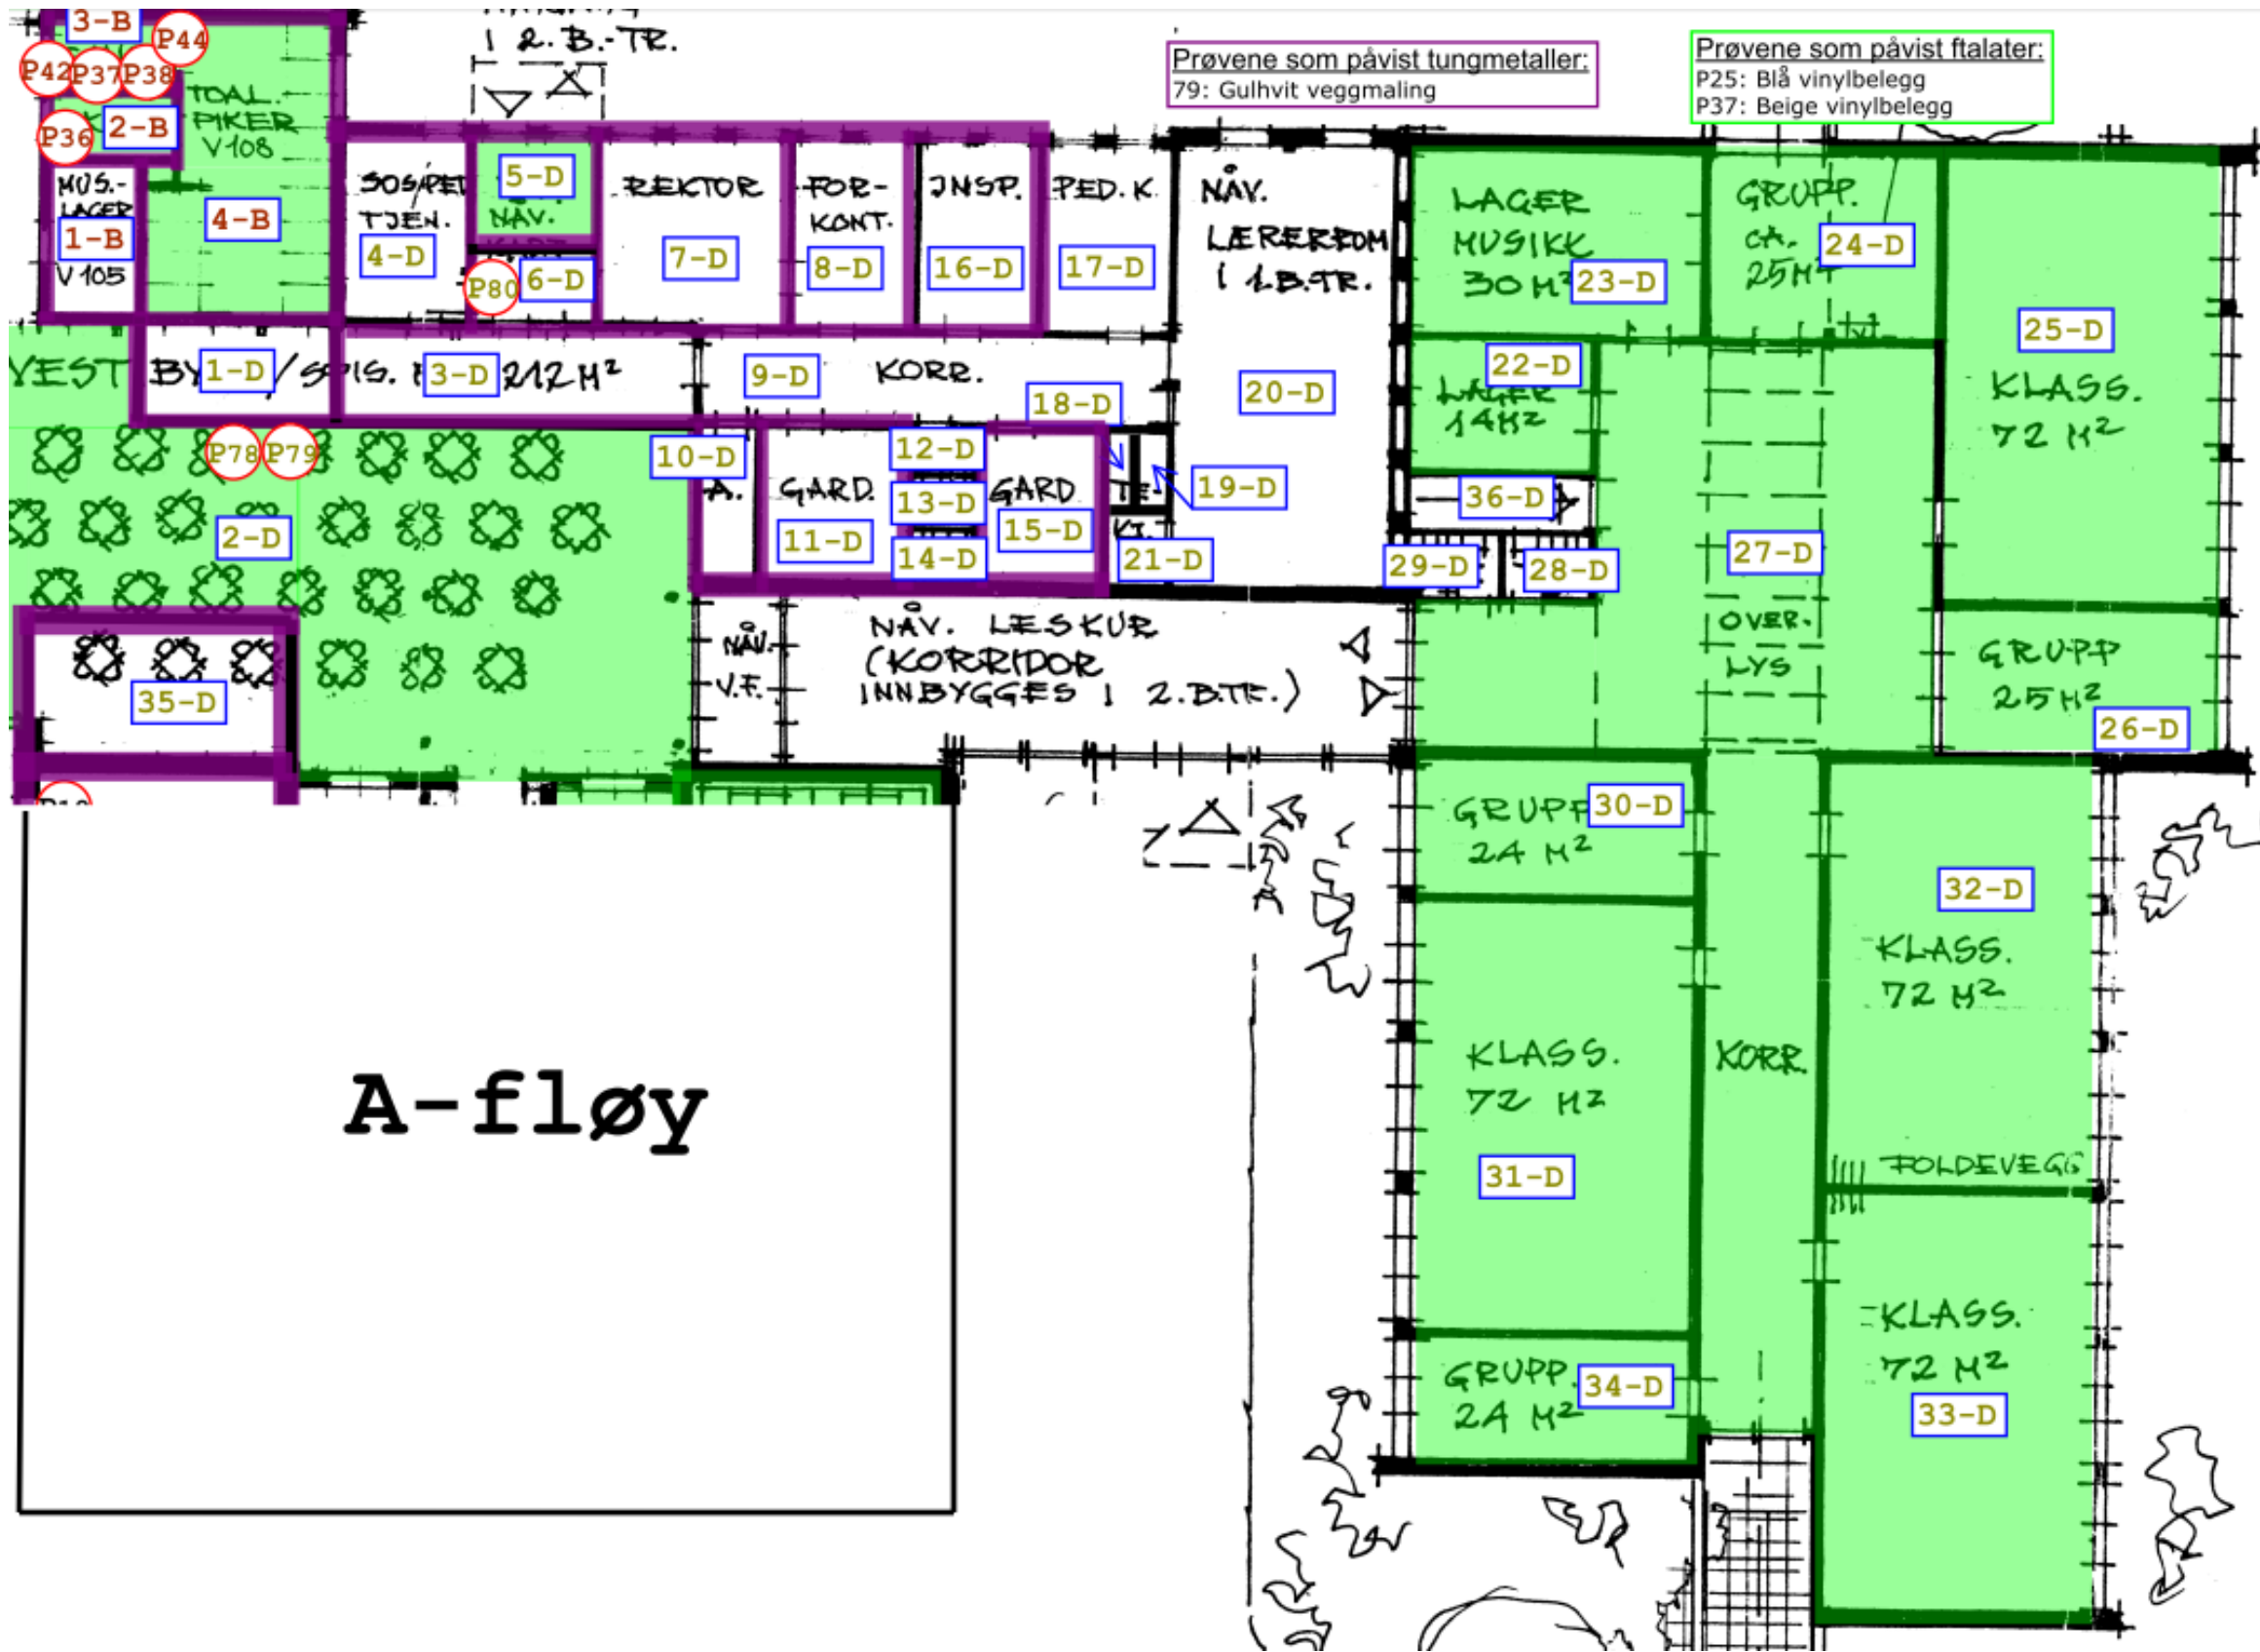 1 2. B.-TR.
Prøvene som påvist tungmetaller:
79: Gulhvit veggmaling
Prøvene som påvist ftalater:
P25: Blå vinylbelegg
P37: Beige vinylbelegg
3-B
P44
P42
P37
P38
TOAL.
PIKER
V108
2-B
P36
MUS.-
LAGER
1-B
V105
4-B
SOS/PED
TJEN.
4-D
5-D
NÅV.
P80
6-D
REKTOR
7-D
FOR-
KONT.
8-D
INSP.
16-D
PED. K.
17-D
NÅV.
LÆRERROM
I 1.B.TR.
20-D
LAGER
MUSIKK
30 M²
23-D
GRUPP.
CA.
25M²
24-D
25-D
KLASS.
72 M²
VEST
1-D
3-D
212 M²
9-D
KORR.
18-D
22-D
LAGER
14M²
P78
P79
2-D
10-D
A.
GARD.
11-D
12-D
13-D
14-D
GARD
15-D
19-D
21-D
36-D
29-D
28-D
27-D
OVER-
LYS
GRUPP
25M²
26-D
35-D
NÅV.
V.F.
NÅV. LESKUR
(KORRIDOR
INNBYGGES I 2.B.TR.)
GRUPP
30-D
24 M²
32-D
KLASS.
72 M²
KLASS.
72 M²
31-D
KORR.
FOLDEVEGG
A-fløy
KLASS.
72 M²
33-D
GRUPP.
34-D
24 M²